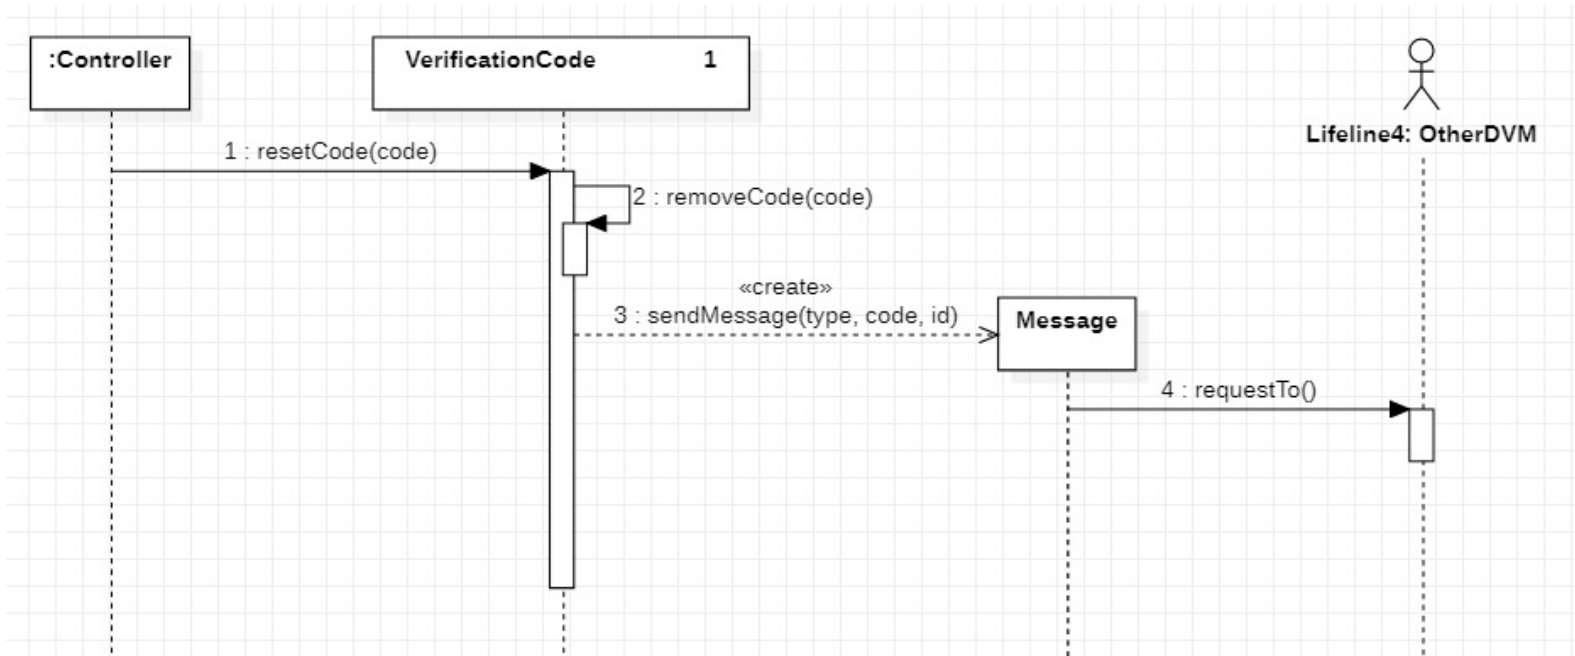 :Controller
VerificationCode 1
Lifeline4: OtherDVM
1 : resetCode(code)
2 : removeCode(code)
«create»
3 : sendMessage(type, code, id)
Message
4 : requestTo()